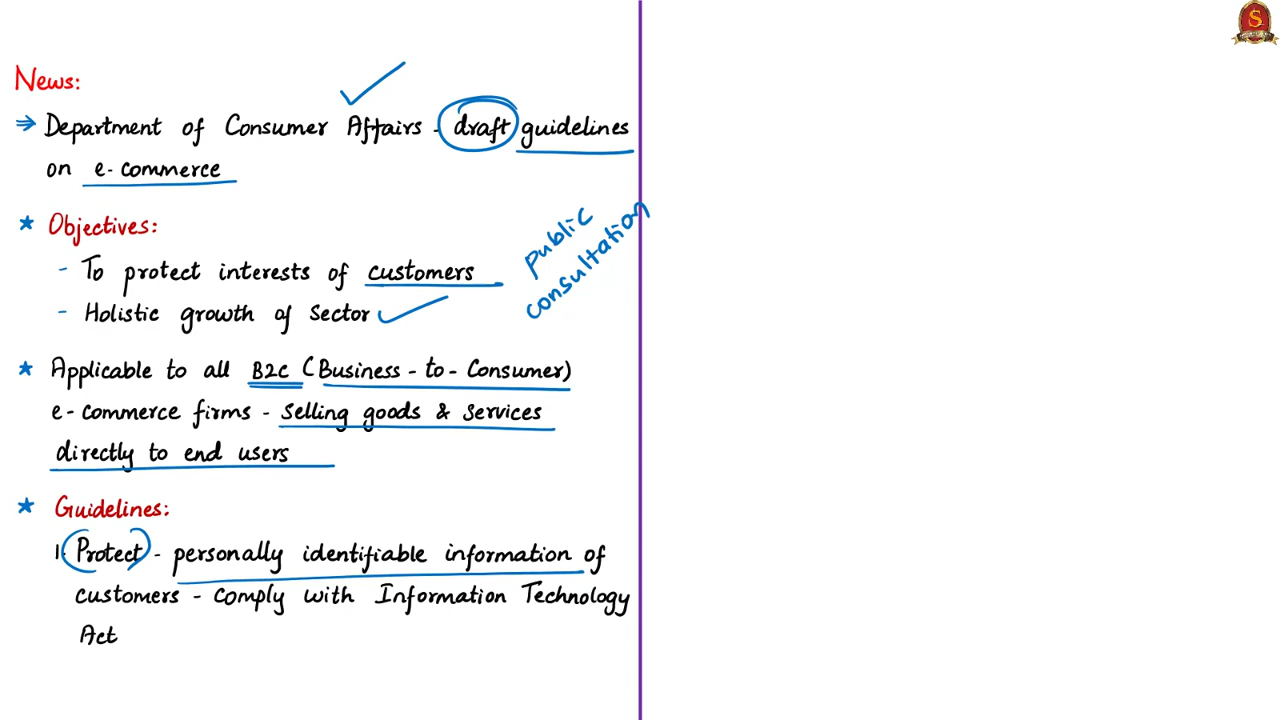 News:
⇒ Department of Consumer Affairs - draft guidelines
on e-commerce
* Objectives:
- To protect interests of customers
- Holistic growth of Sector
public
consultation
* Applicable to all B2C (Business-to-Consumer)
e-commerce firms - selling goods & services
directly to end users
* Guidelines:
1. Protect - personally identifiable information of
customers - comply with Information Technology
Act
S